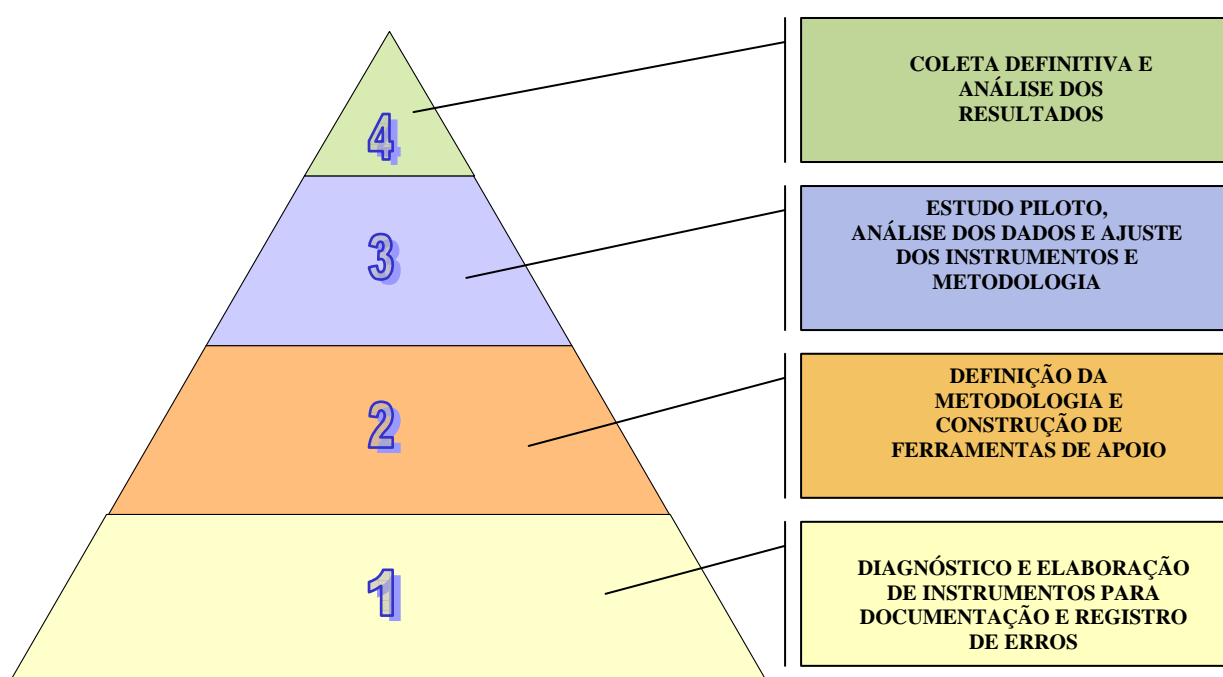 4
COLETA DEFINITIVA E
ANÁLISE DOS
RESULTADOS
3
ESTUDO PILOTO,
ANÁLISE DOS DADOS E AJUSTE
DOS INSTRUMENTOS E
METODOLOGIA
2
DEFINIÇÃO DA
METODOLOGIA E
CONSTRUÇÃO DE
FERRAMENTAS DE APOIO
1
DIAGNÓSTICO E ELABORAÇÃO
DE INSTRUMENTOS PARA
DOCUMENTAÇÃO E REGISTRO
DE ERROS